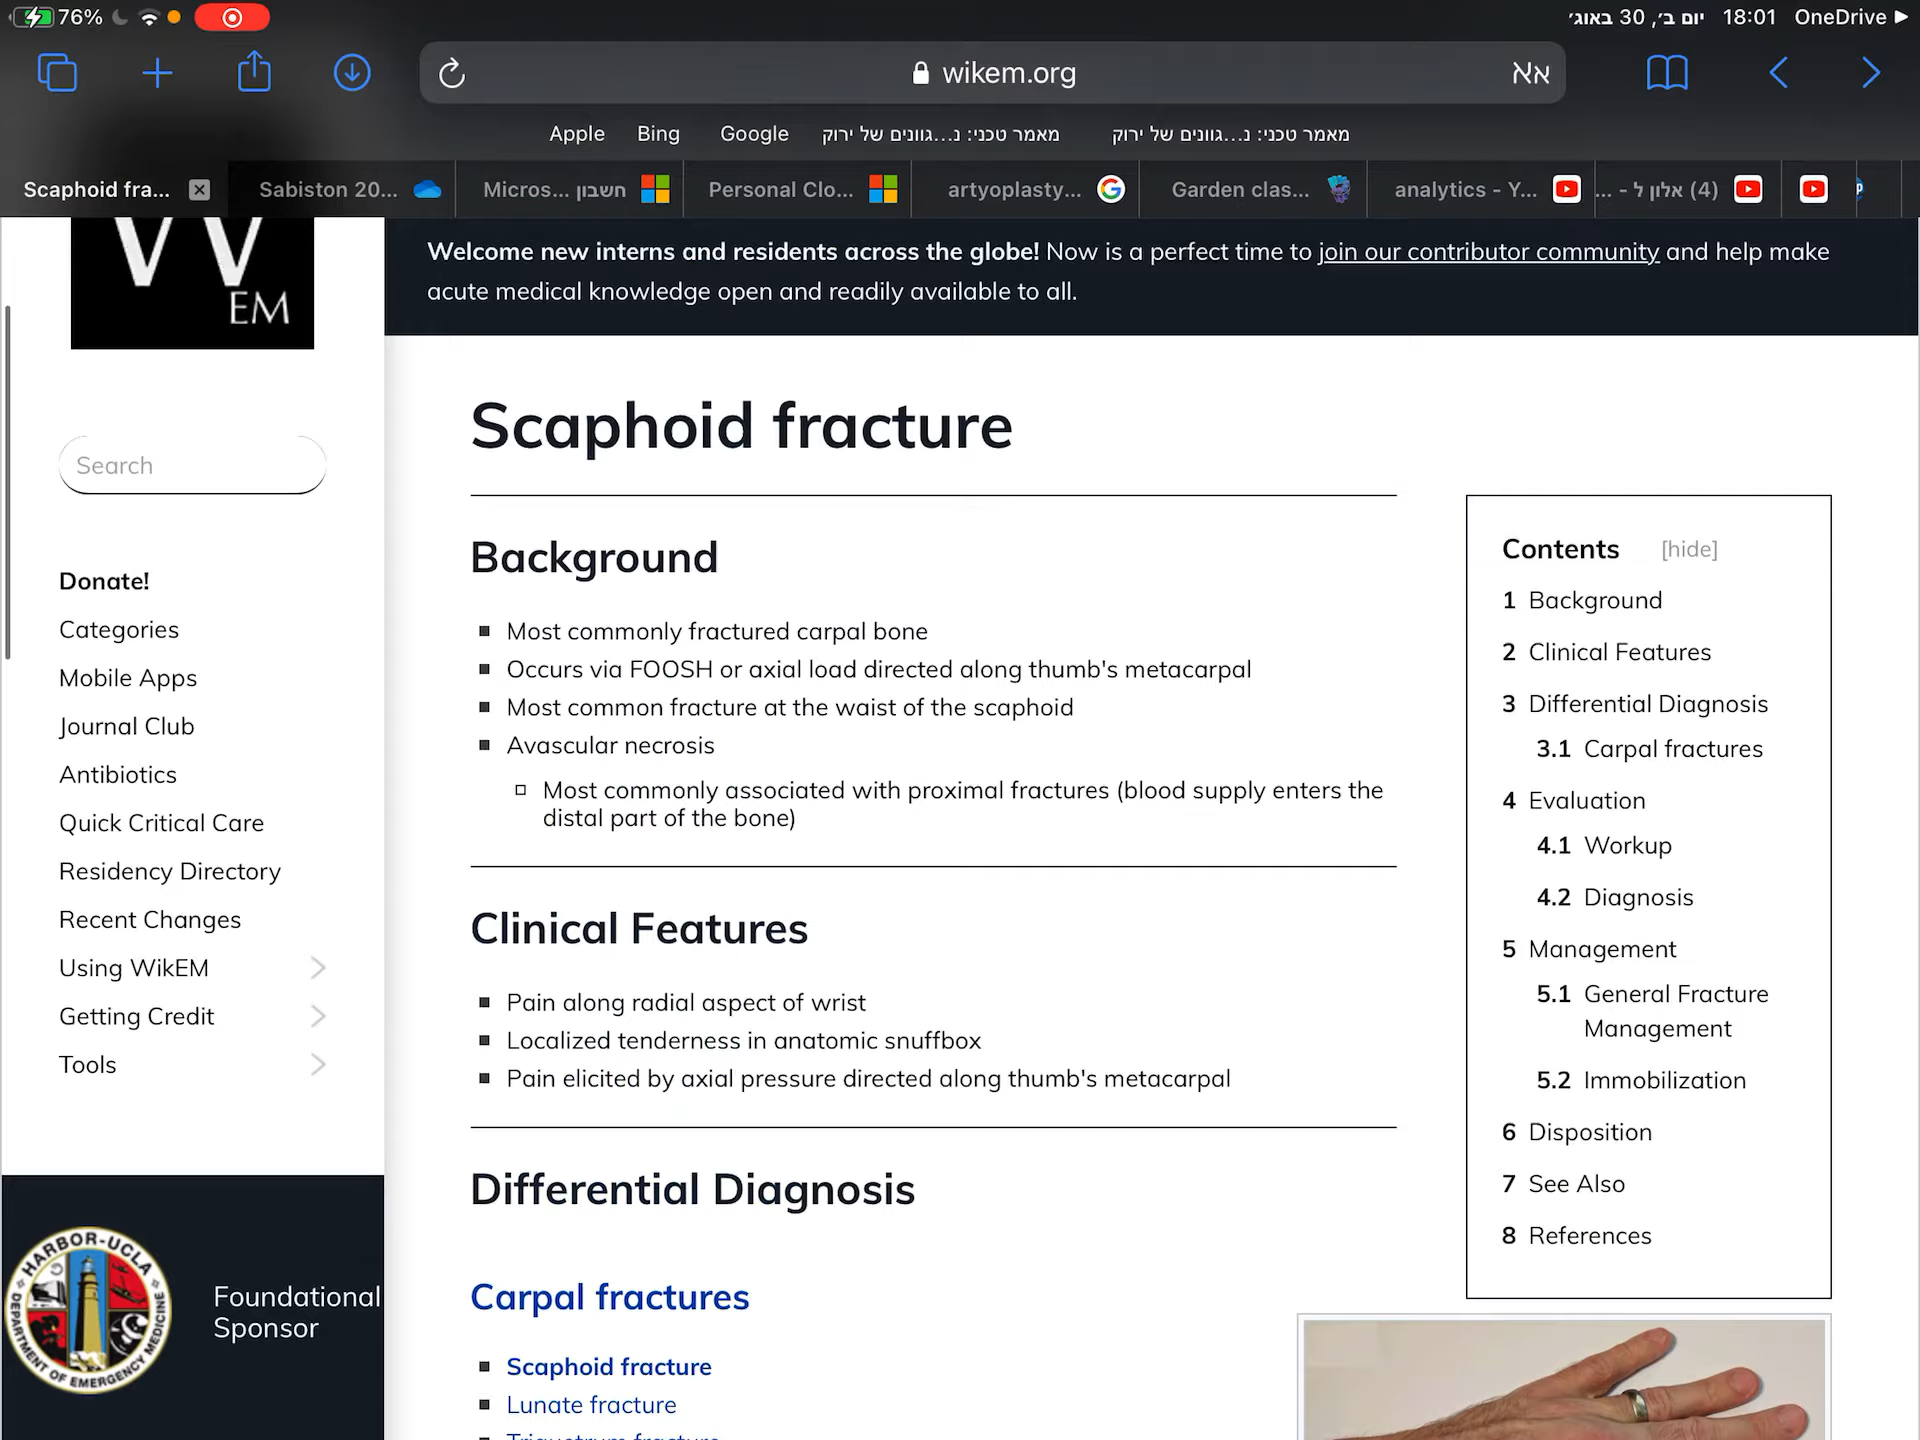 76%
יום ב׳, 30 באוג׳ 18:01 OneDrive
wikem.org
אא
Apple Bing Google מאמר טכני: נ...גוונים של ירוק מאמר טכני: נ...גוונים של ירוק
Scaphoid fra... Sabiston 20... Micros... חשבון Personal Clo... artyoplasty... Garden clas... analytics - Y... (4) אלון ל - ...
W
EM
Search
Donate!
Categories
Mobile Apps
Journal Club
Antibiotics
Quick Critical Care
Residency Directory
Recent Changes
Using WikEM
Getting Credit
Tools
HARBOR-UCLA
DEPARTMENT OF EMERGENCY MEDICINE
Foundational
Sponsor
Welcome new interns and residents across the globe! Now is a perfect time to join our contributor community and help make
acute medical knowledge open and readily available to all.
Scaphoid fracture
Background
Most commonly fractured carpal bone
Occurs via FOOSH or axial load directed along thumb's metacarpal
Most common fracture at the waist of the scaphoid
Avascular necrosis
Most commonly associated with proximal fractures (blood supply enters the
distal part of the bone)
Clinical Features
Pain along radial aspect of wrist
Localized tenderness in anatomic snuffbox
Pain elicited by axial pressure directed along thumb's metacarpal
Differential Diagnosis
Carpal fractures
Scaphoid fracture
Lunate fracture
Triquetrum fracture
Contents [hide]
1 Background
2 Clinical Features
3 Differential Diagnosis
3.1 Carpal fractures
4 Evaluation
4.1 Workup
4.2 Diagnosis
5 Management
5.1 General Fracture
Management
5.2 Immobilization
6 Disposition
7 See Also
8 References